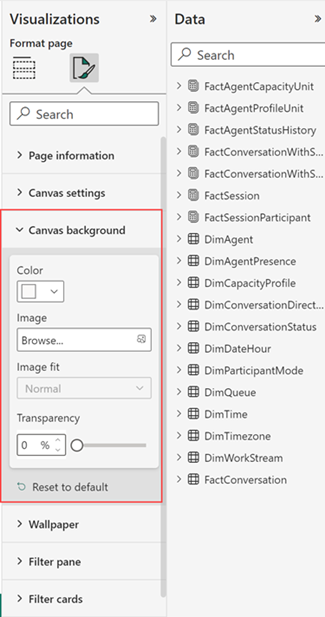 Visualizations
Format page
Search
Page information
Canvas settings
Canvas background
Color
Image
Browse...
Image fit
Normal
Transparency
0 %
Reset to default
Wallpaper
Filter pane
Filter cards
Data
Search
FactAgentCapacityUnit
FactAgentProfileUnit
FactAgentStatusHistory
FactConversationWithS...
FactConversationWithS...
FactSession
FactSessionParticipant
DimAgent
DimAgentPresence
DimCapacityProfile
DimConversationDirect...
DimConversationStatus
DimDateHour
DimParticipantMode
DimQueue
DimTime
DimTimezone
DimWorkStream
FactConversation